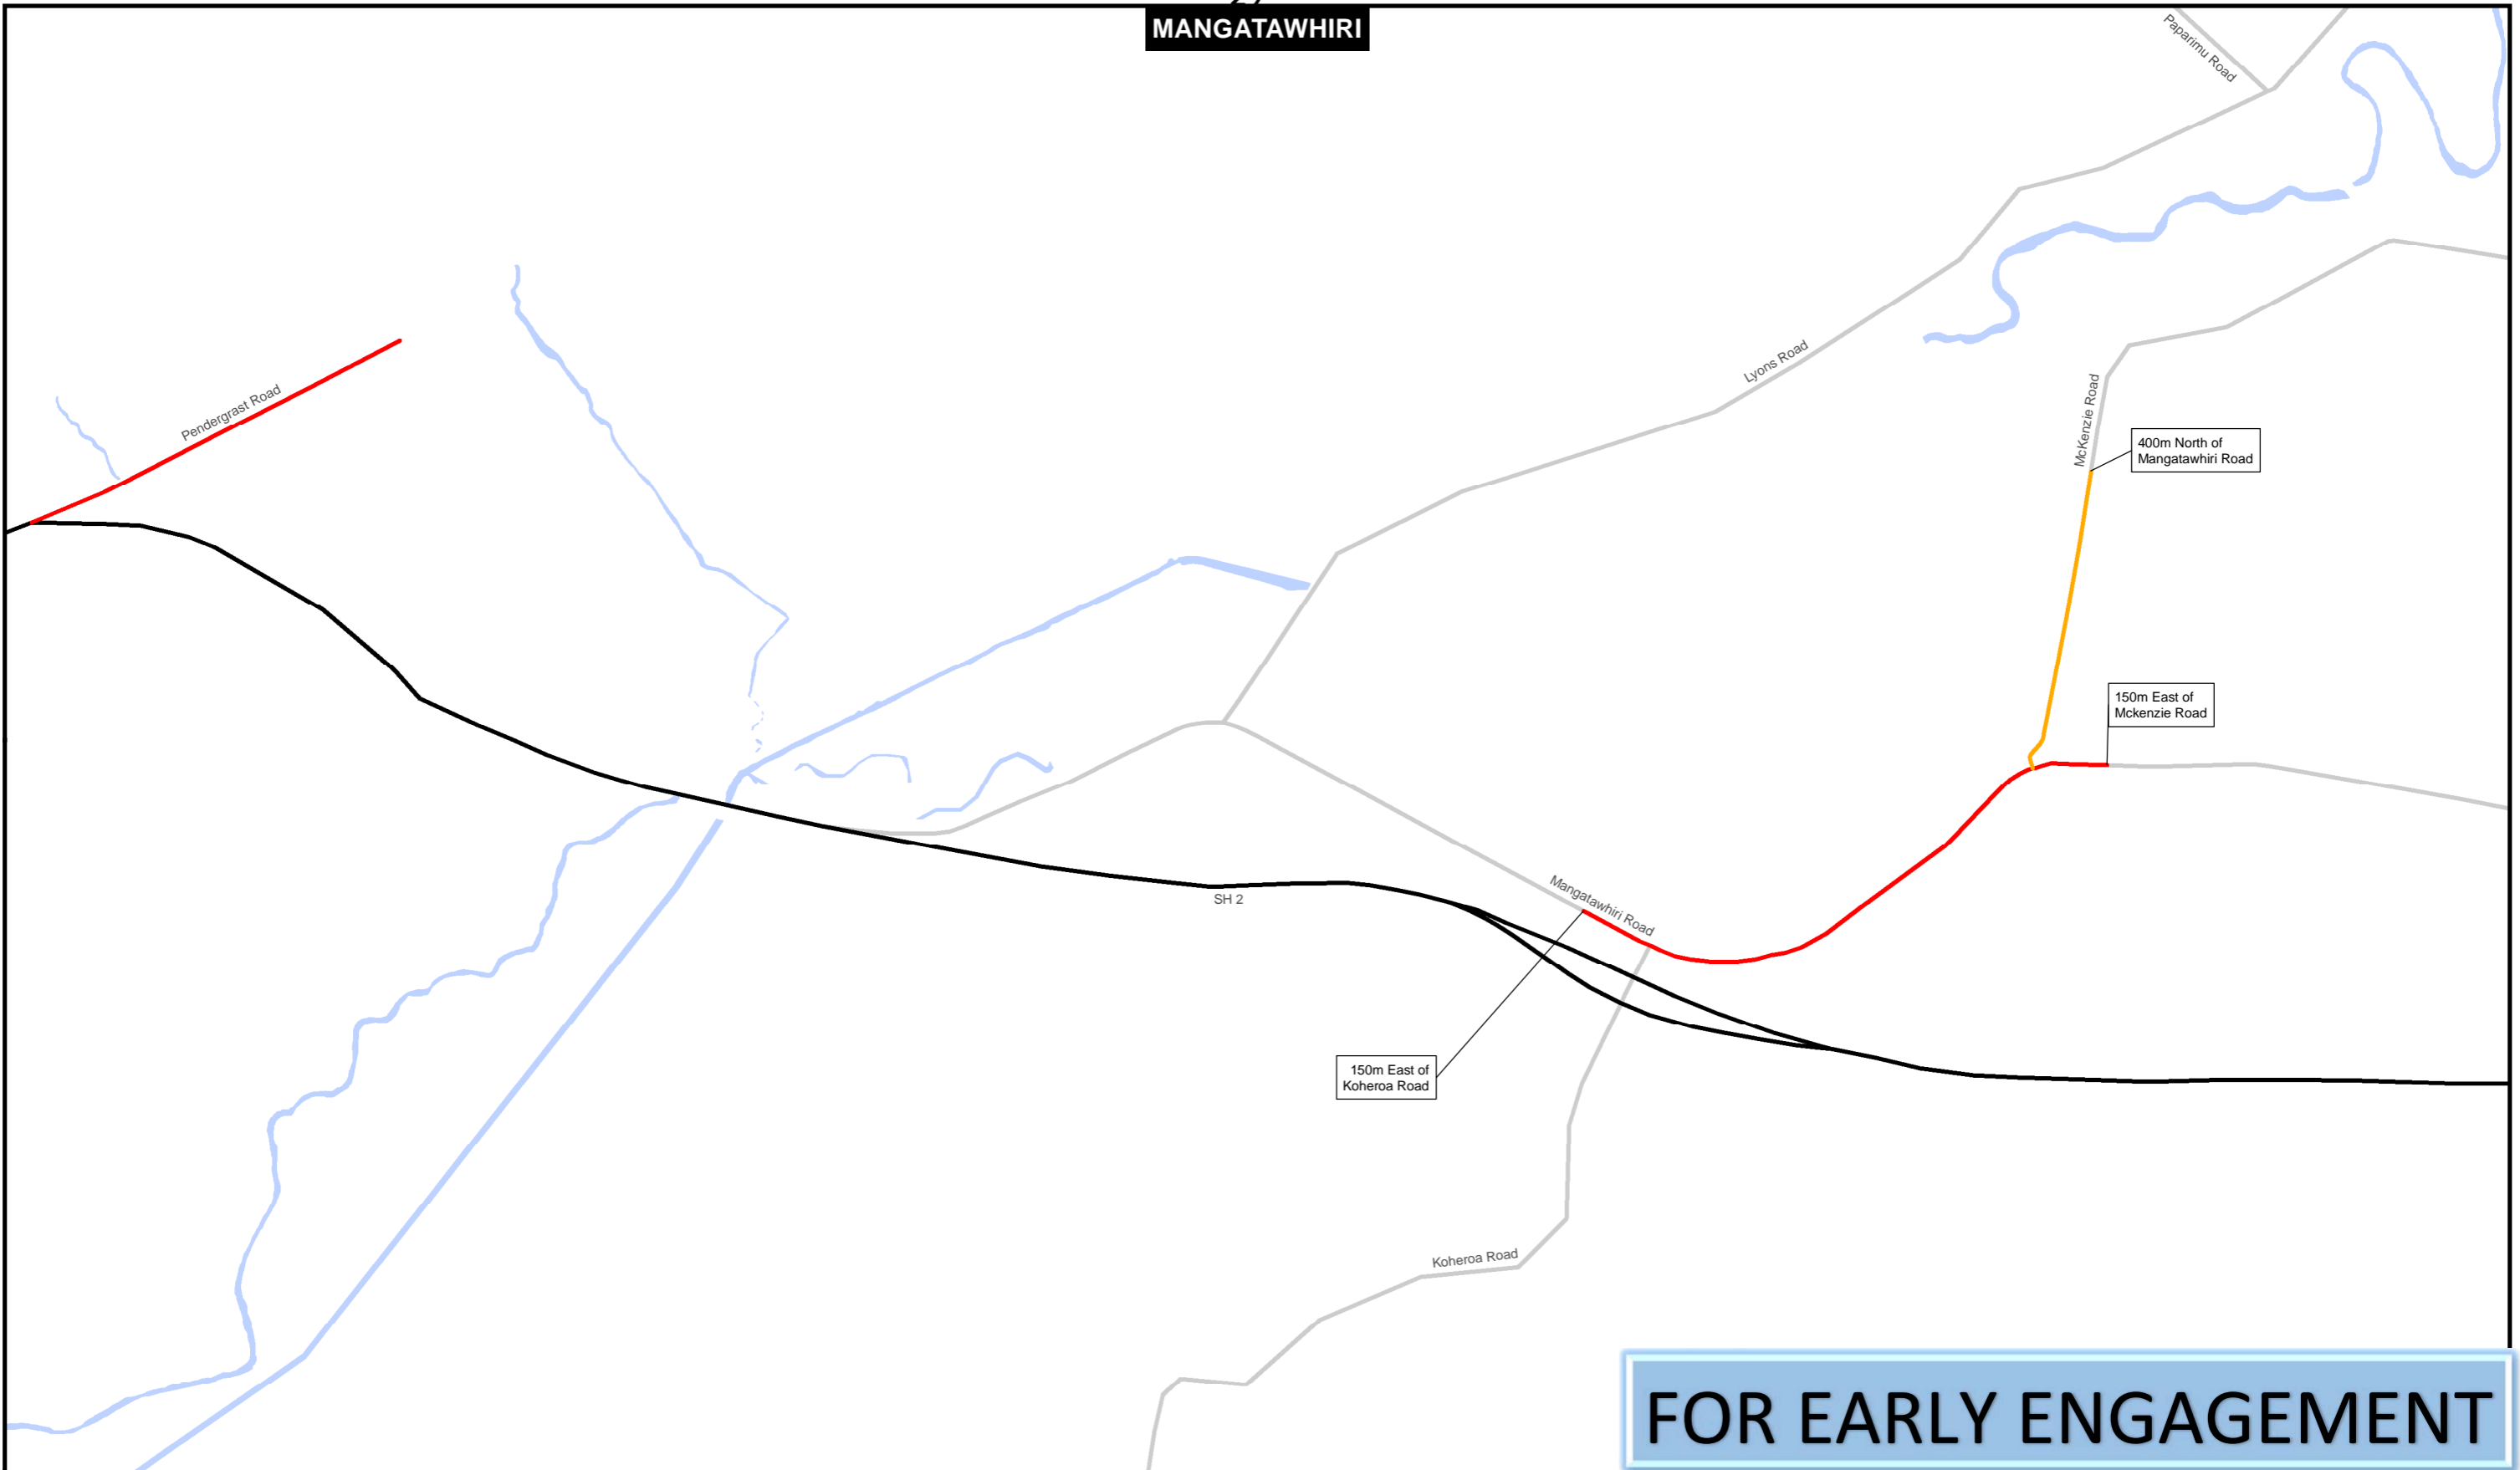 MANGATAWHIRI
Paparimu Road
Lyons Road
Pendergrast Road
McKenzie Road
400m North of
Mangatawhiri Road
150m East of
Mckenzie Road
Mangatawhiri Road
SH 2
150m East of
Koheroa Road
Koheroa Road
FOR EARLY ENGAGEMENT